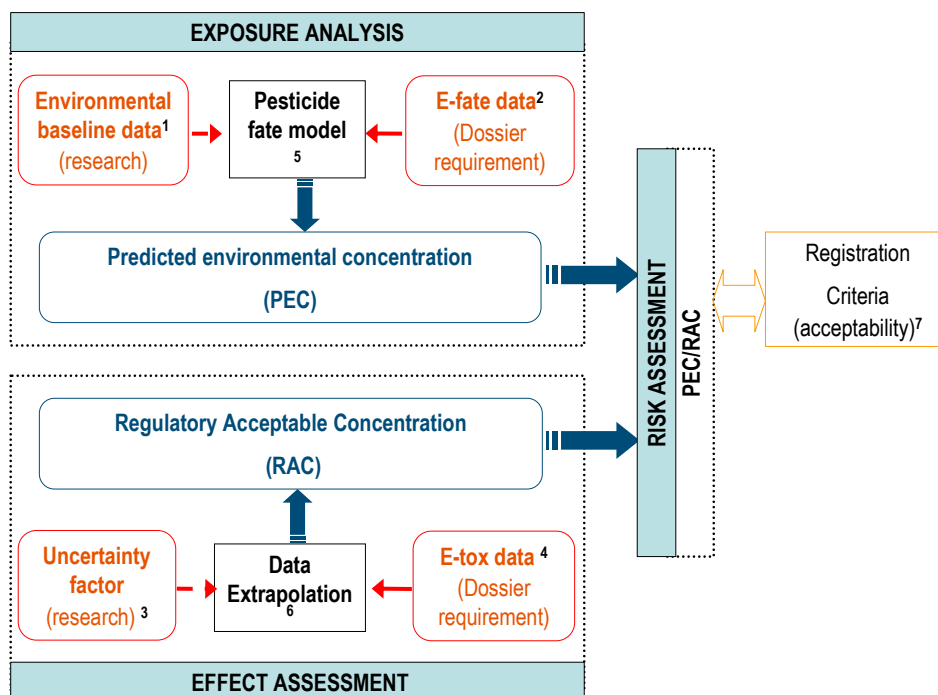 EXPOSURE ANALYSIS
Environmental
baseline data1
(research)
Pesticide
fate model
5
E-fate data2
(Dossier
requirement)
Predicted environmental concentration
(PEC)
RISK ASSESSMENT
PEC/RAC
Registration
Criteria
(acceptability)7
Regulatory Acceptable Concentration
(RAC)
Uncertainty
factor
(research) 3
Data
Extrapolation
6
E-tox data 4
(Dossier
requirement)
EFFECT ASSESSMENT